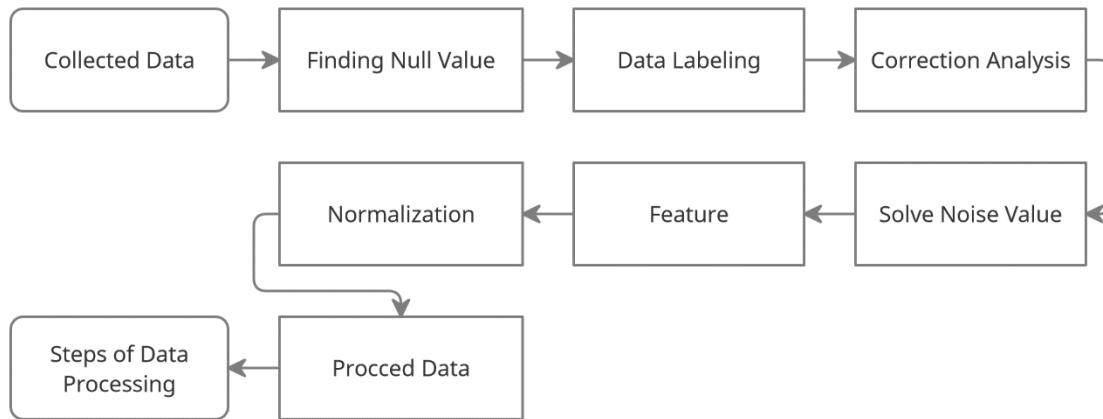 Collected Data
Finding Null Value
Data Labeling
Correction Analysis
Solve Noise Value
Feature
Normalization
Procced Data
Steps of Data
Processing